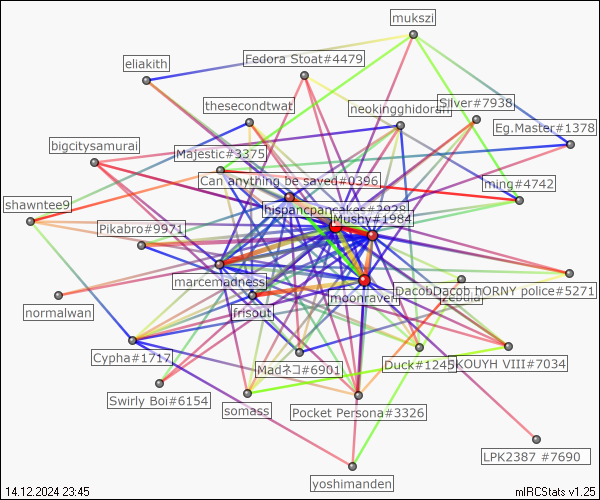 mukszi
eliakith
Fedora Stoat#4479
thesecondtwat
neokingghidorah
Sliver#7938
Eg.Master#1378
bigcitysamurai
Majestic#3375
Can anything be saved#0396
ming#4742
shawntee9
hispancpancake#2928
Mushy#1984
Pikabro#9971
marcemadness
moonraven
DacobDacob
hORNY police#5271
zebula
normalwan
frisout
Cypha#1717
Madネコ#6901
Duck#1245
KOUYH VIII#7034
Swirly Boi#6154
somass
Pocket Persona#3326
LPK2387 #7690
yoshimanden
14.12.2024 23:45
mIRCStats v1.25